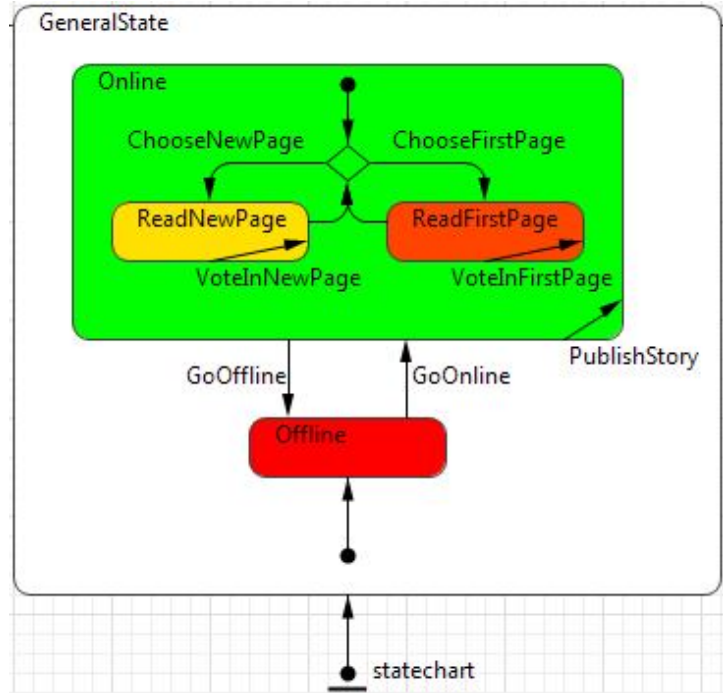 GeneralState
Online
ChooseNewPage
ChooseFirstPage
ReadNewPage
ReadFirstPage
VoteInNewPage
VoteInFirstPage
PublishStory
GoOffline
GoOnline
Offline
statechart